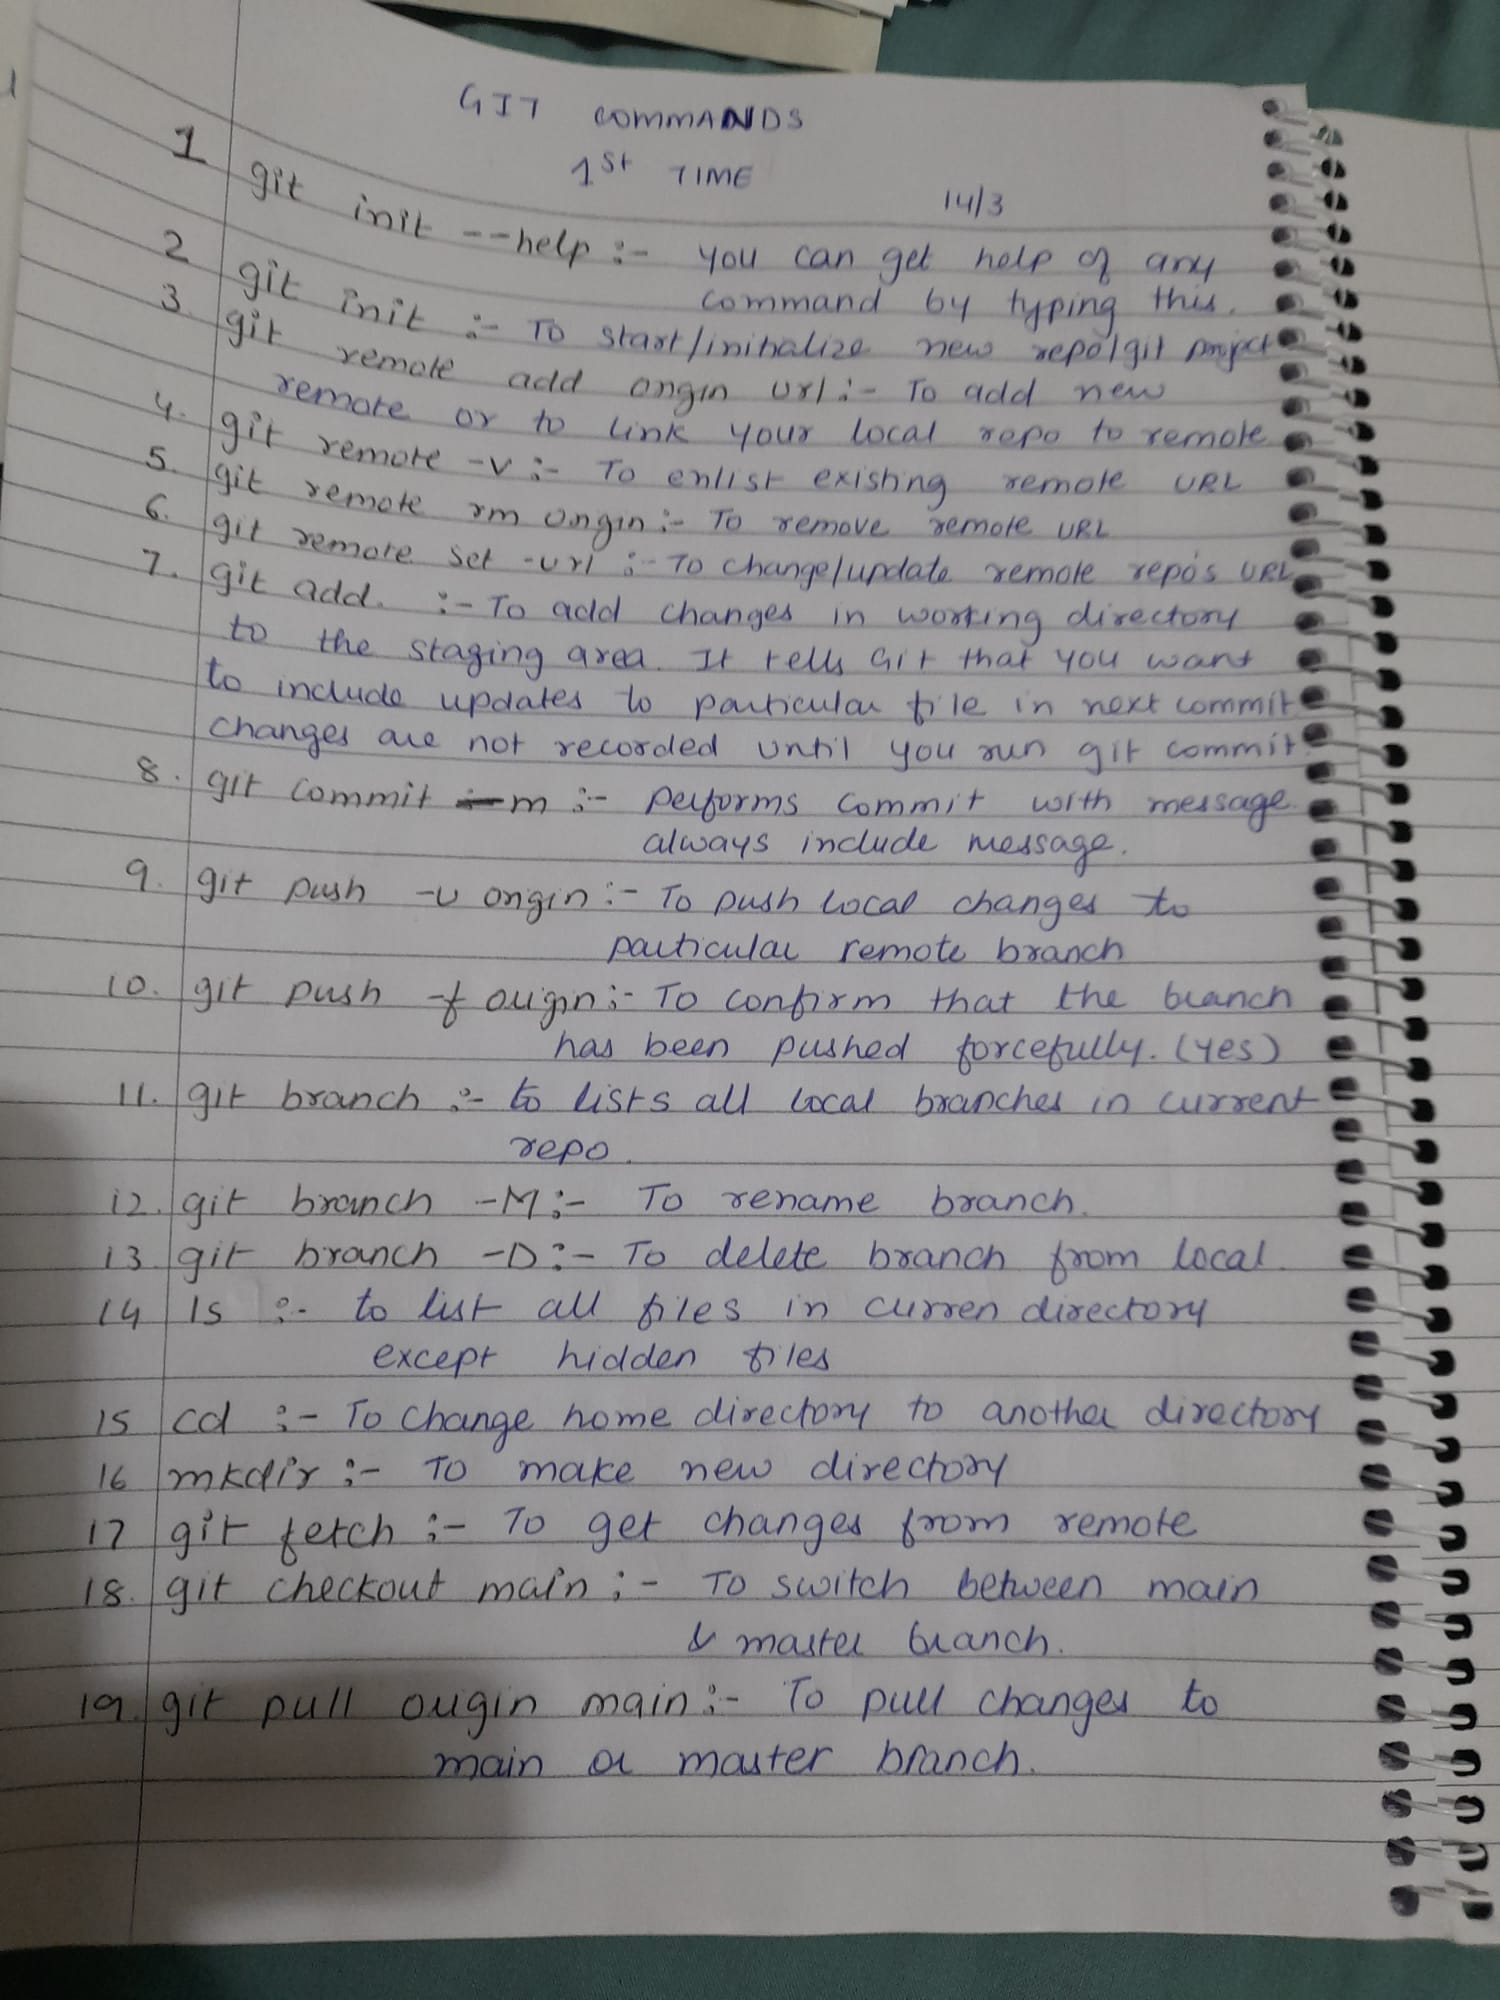 GIT COMMANDS
1st TIME
14/3
1 git init --help :- you can get help of any
command by typing this.
2 git init :- To start/initialize new repo/git project
3. git remote add origin url :- To add new
remote or to link your local repo to remote
4. git remote -v :- To enlist existing remote URL
5. git remote rm origin :- To remove remote URL
6. git remote set -url :- To change/update remote repo's URL
7. git add. :- To add changes in working directory
to the staging area. It tells Git that you want
to include updates to particular file in next commit
changes are not recorded until you run git commit.
8. git commit -m :- performs commit with message
always include message.
9. git push -u origin :- To push local changes to
particular remote branch
10. git push -f origin :- To confirm that the branch
has been pushed forcefully. (yes)
11. git branch :- to lists all local branches in current
repo.
12. git branch -M :- To rename branch.
13. git branch -D :- To delete branch from local.
14 ls :- to list all files in curren directory
except hidden files
15 cd :- To change home directory to another directory
16 mkdir :- To make new directory
17 git fetch :- To get changes from remote
18. git checkout main :- To switch between main
& master branch.
19. git pull origin main :- To pull changes to
main or master branch.